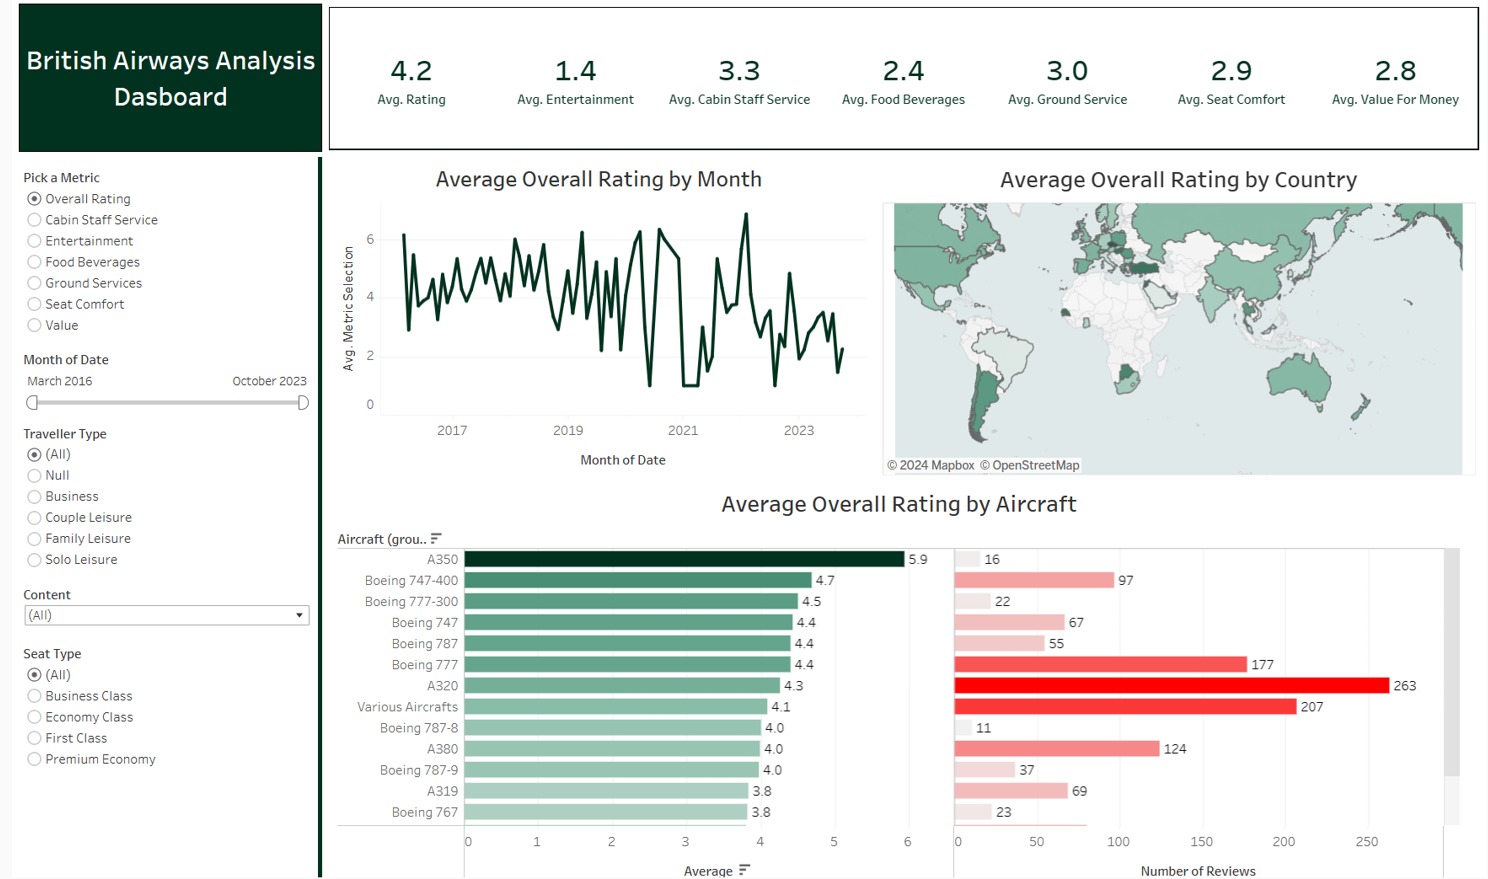 British Airways Analysis
Dasboard
4.2
Avg. Rating
1.4
Avg. Entertainment
3.3
Avg. Cabin Staff Service
2.4
Avg. Food Beverages
3.0
Avg. Ground Service
2.9
Avg. Seat Comfort
2.8
Avg. Value For Money
Pick a Metric
Overall Rating
Cabin Staff Service
Entertainment
Food Beverages
Ground Services
Seat Comfort
Value
Month of Date
March 2016 October 2023
Traveller Type
(All)
Null
Business
Couple Leisure
Family Leisure
Solo Leisure
Content
(All)
Seat Type
(All)
Business Class
Economy Class
First Class
Premium Economy
Average Overall Rating by Month
Avg. Metric Selection
6
4
2
0
2017 2019 2021 2023
Month of Date
Average Overall Rating by Country
© 2024 Mapbox © OpenStreetMap
Average Overall Rating by Aircraft
Aircraft (grou..
A350 5.9 16
Boeing 747-400 4.7 97
Boeing 777-300 4.5 22
Boeing 747 4.4 67
Boeing 787 4.4 55
Boeing 777 4.4 177
A320 4.3 263
Various Aircrafts 4.1 207
Boeing 787-8 4.0 11
A380 4.0 124
Boeing 787-9 4.0 37
A319 3.8 69
Boeing 767 3.8 23
0 1 2 3 4 5 6 0 50 100 150 200 250
Average Number of Reviews